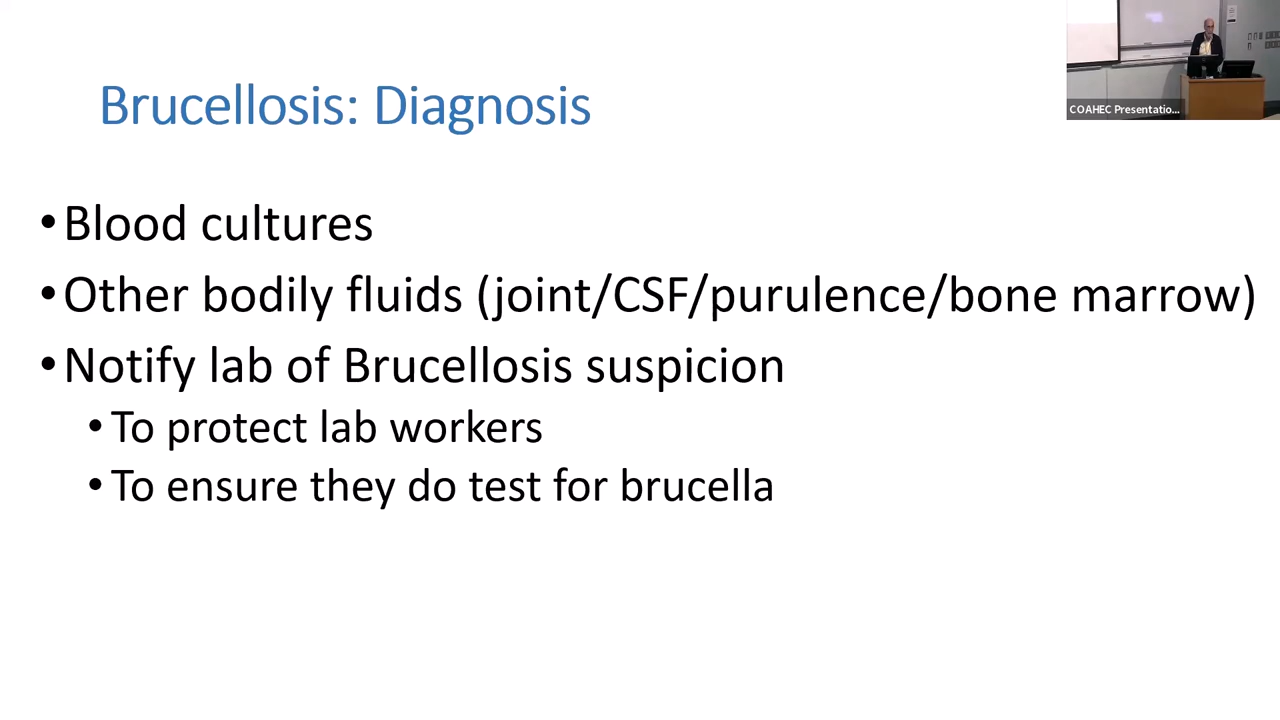 Brucellosis: Diagnosis
COAHEC Presentatio...
•Blood cultures
•Other bodily fluids (joint/CSF/purulence/bone marrow)
•Notify lab of Brucellosis suspicion
•To protect lab workers
•To ensure they do test for brucella